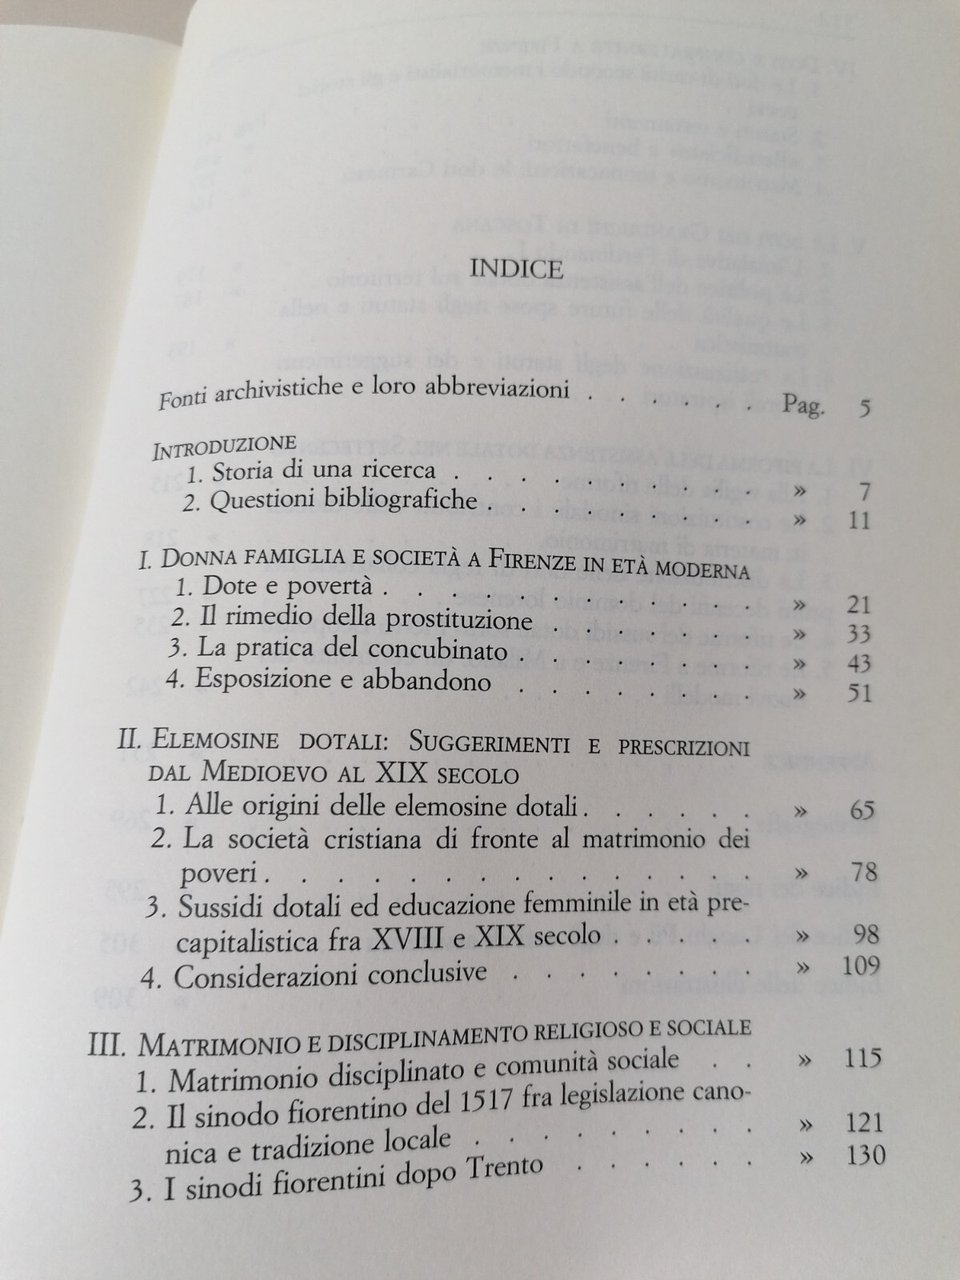 INDICE
Fonti archivistiche e loro abbreviazioni . . . . . . Pag. 5
INTRODUZIONE
1. Storia di una ricerca . . . . . . . . . . » 7
2. Questioni bibliografiche . . . . . . . . . » 11
I. DONNA FAMIGLIA E SOCIETÀ A FIRENZE IN ETÀ MODERNA
1. Dote e povertà . . . . . . . . . . . . » 21
2. Il rimedio della prostituzione . . . . . . . » 33
3. La pratica del concubinato . . . . . . . . » 43
4. Esposizione e abbandono . . . . . . . . » 51
II. ELEMOSINE DOTALI: SUGGERIMENTI E PRESCRIZIONI
DAL MEDIOEVO AL XIX SECOLO
1. Alle origini delle elemosine dotali . . . . . . » 65
2. La società cristiana di fronte al matrimonio dei
poveri . . . . . . . . . . . . . . . » 78
3. Sussidi dotali ed educazione femminile in età pre-
capitalistica fra XVIII e XIX secolo . . . . . » 98
4. Considerazioni conclusive . . . . . . . . » 109
III. MATRIMONIO E DISCIPLINAMENTO RELIGIOSO E SOCIALE
1. Matrimonio disciplinato e comunità sociale . . » 115
2. Il sinodo fiorentino del 1517 fra legislazione cano-
nica e tradizione locale . . . . . . . . . » 121
3. I sinodi fiorentini dopo Trento . . . . . . » 130